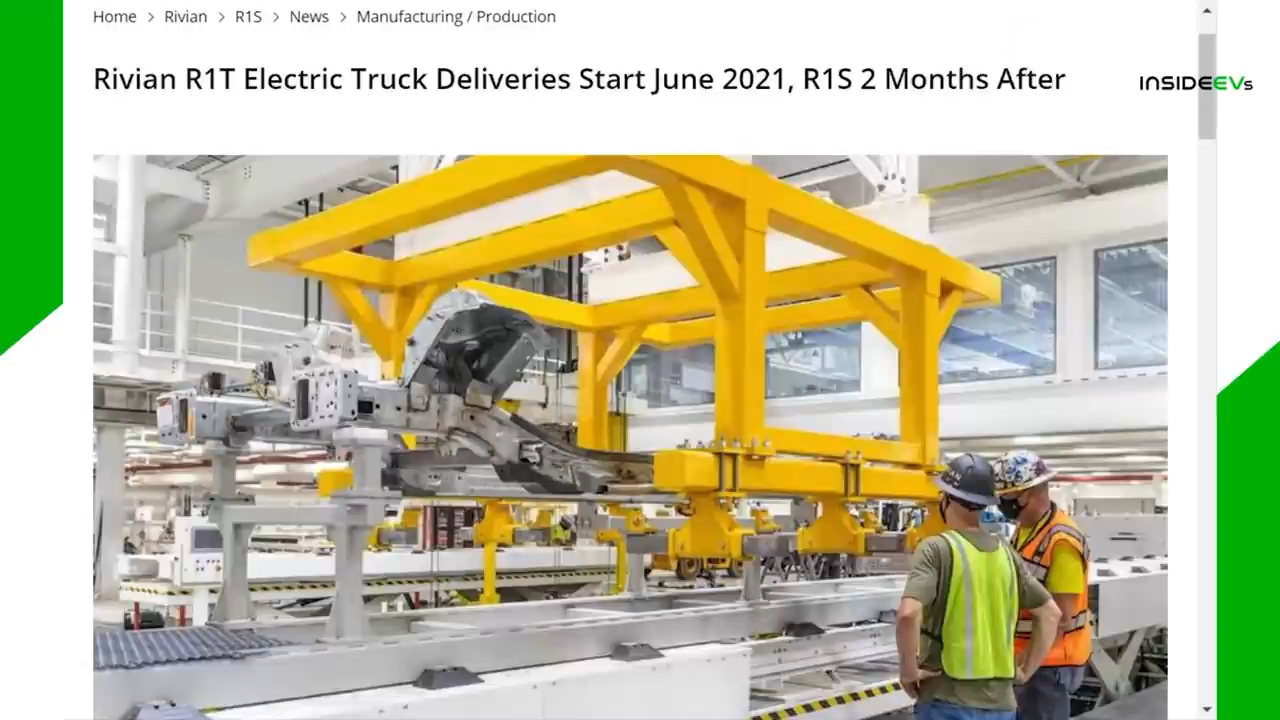 Home > Rivian > R1S > News > Manufacturing / Production
Rivian R1T Electric Truck Deliveries Start June 2021, R1S 2 Months After
INSIDEEVs